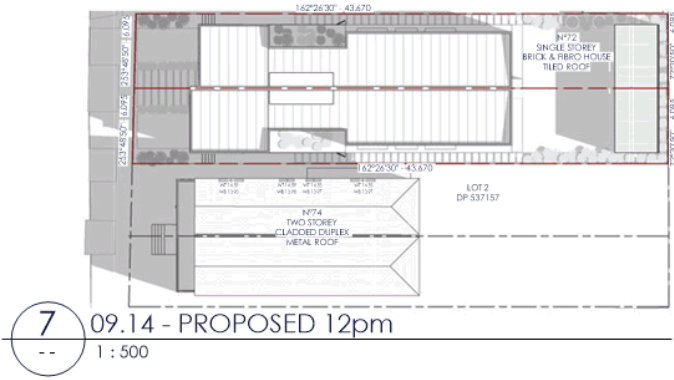 162°26'30" - 43.670
6.095
253°48'50"
6.095
253°48'50"
N°72
SINGLE STOREY
BRICK & FIBRO HOUSE
TILED ROOF
162°26'30" - 43.670
LOT 2
DP 537157
N°74
TWO STOREY
CLADDED DUPLEX
METAL ROOF
7
09.14 - PROPOSED 12pm
--
1 : 500